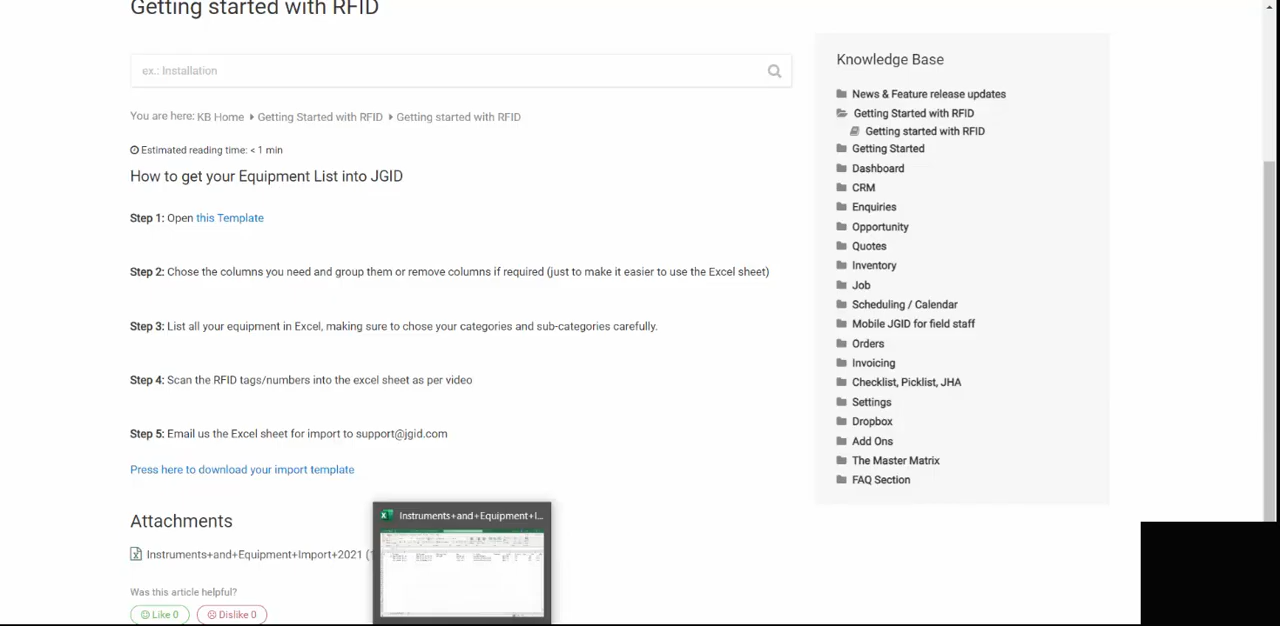 Getting started with RFID
ex.: Installation
You are here: KB Home Getting Started with RFID Getting started with RFID
Estimated reading time: < 1 min
How to get your Equipment List into JGID
Step 1: Open this Template
Step 2: Chose the columns you need and group them or remove columns if required (just to make it easier to use the Excel sheet)
Step 3: List all your equipment in Excel, making sure to chose your categories and sub-categories carefully.
Step 4: Scan the RFID tags/numbers into the excel sheet as per video
Step 5: Email us the Excel sheet for import to support@jgid.com
Press here to download your import template
Attachments
Instruments+and+Equipment+Import+2021 (1
Was this article helpful?
Like 0 Dislike 0
Instruments+and+Equipment+I...
Knowledge Base
News & Feature release updates
Getting Started with RFID
Getting started with RFID
Getting Started
Dashboard
CRM
Enquiries
Opportunity
Quotes
Inventory
Job
Scheduling / Calendar
Mobile JGID for field staff
Orders
Invoicing
Checklist, Picklist, JHA
Settings
Dropbox
Add Ons
The Master Matrix
FAQ Section